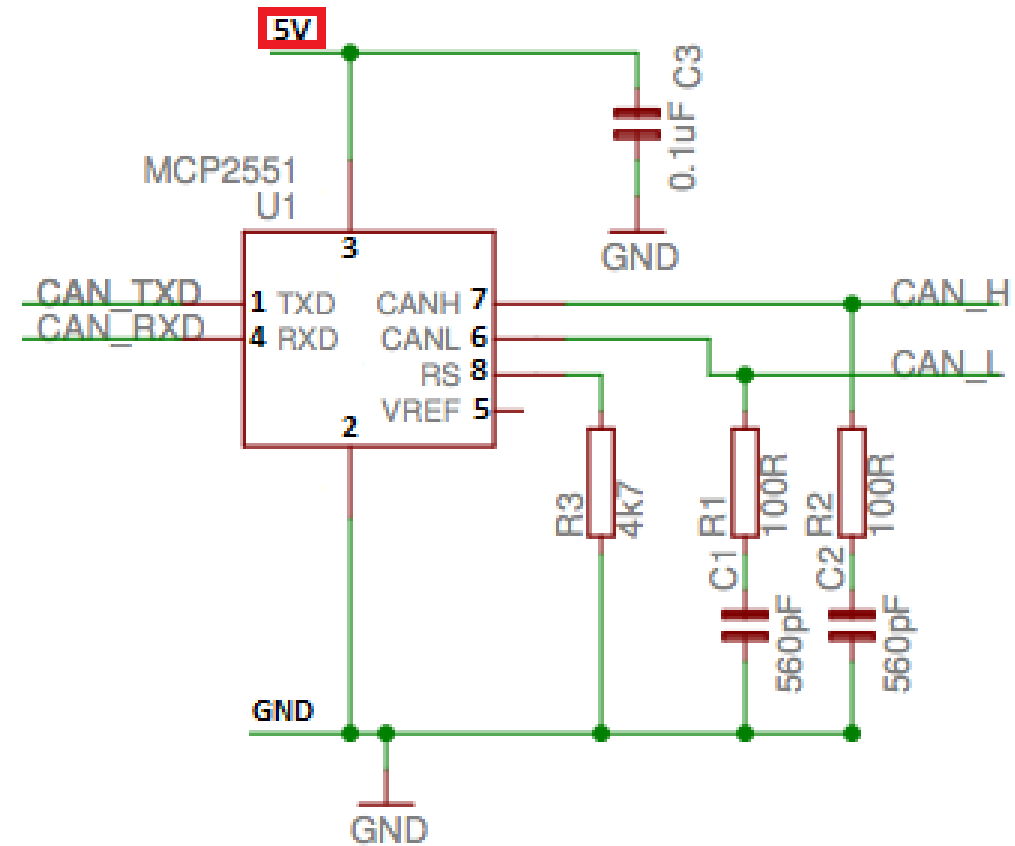 5V
C3
0.1uF
MCP2551
U1
GND
3
CAN_TXD
1 TXD
CANH 7
CAN_H
CAN_RXD
4 RXD
CANL 6
RS 8
CAN_L
VREF 5
2
R3
4k7
R1
100R
R2
100R
C1
560pF
C2
560pF
GND
GND